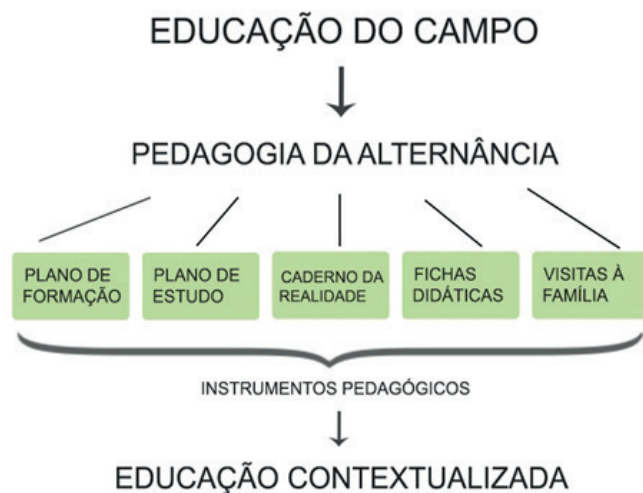 EDUCAÇÃO DO CAMPO
PEDAGOGIA DA ALTERNÂNCIA
PLANO DE
FORMAÇÃO
PLANO DE
ESTUDO
CADERNO DA
REALIDADE
FICHAS
DIDÁTICAS
VISITAS À
FAMÍLIA
INSTRUMENTOS PEDAGÓGICOS
EDUCAÇÃO CONTEXTUALIZADA